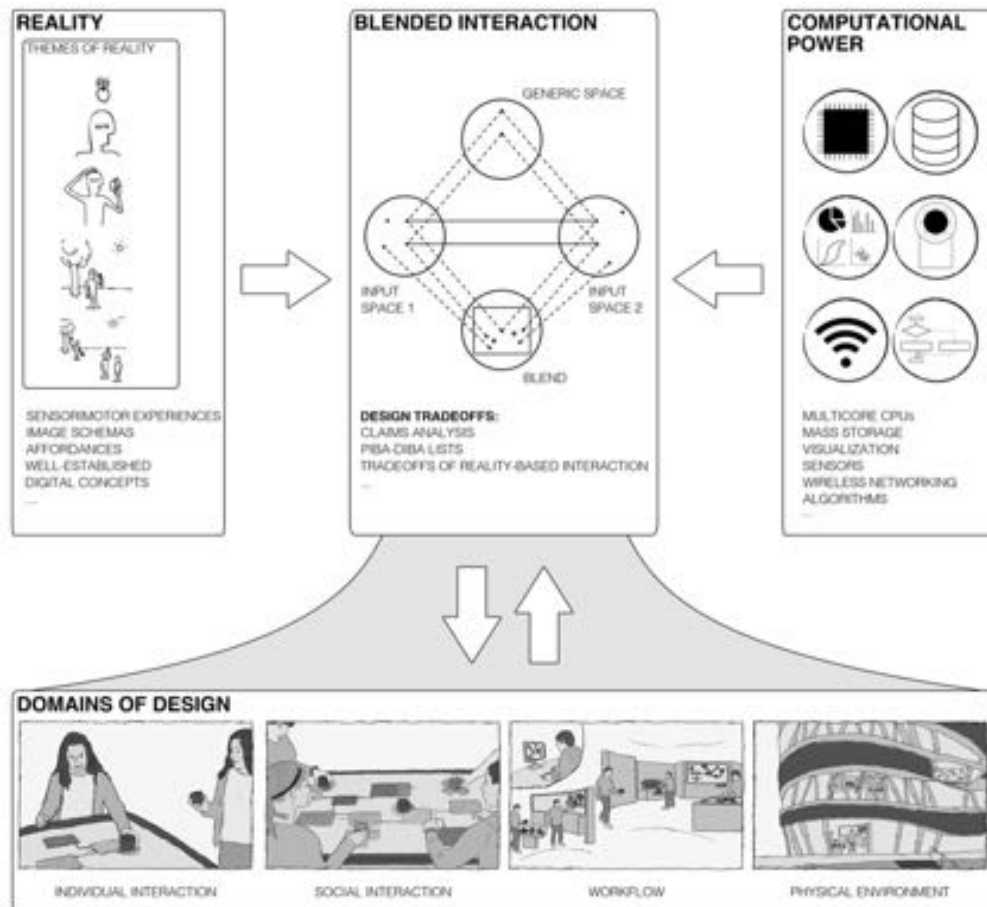 REALITY
THEMES OF REALITY
SENSORIMOTOR EXPERIENCES
IMAGE SCHEMAS
AFFORDANCES
WELL-ESTABLISHED
DIGITAL CONCEPTS
...
BLENDED INTERACTION
GENERIC SPACE
INPUT
SPACE 1
INPUT
SPACE 2
BLEND
DESIGN TRADEOFFS:
CLAIMS ANALYSIS
PIBA-DIBA LISTS
TRADEOFFS OF REALITY-BASED INTERACTION
...
COMPUTATIONAL
POWER
MULTICORE CPUs
MASS STORAGE
VISUALIZATION
SENSORS
WIRELESS NETWORKING
ALGORITHMS
...
DOMAINS OF DESIGN
INDIVIDUAL INTERACTION
SOCIAL INTERACTION
WORKFLOW
PHYSICAL ENVIRONMENT